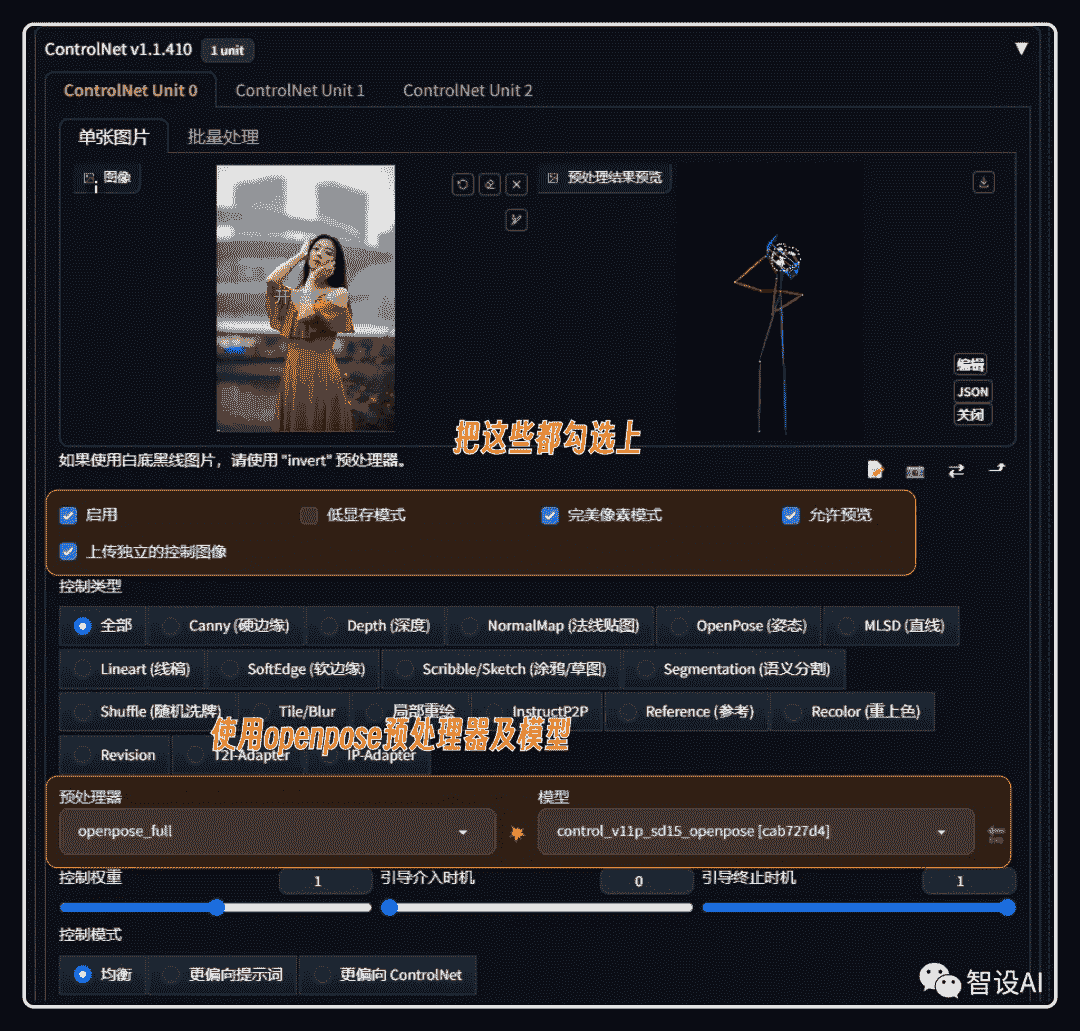 ControlNet v1.1.410 1 unit ▼
ControlNet Unit 0 ControlNet Unit 1 ControlNet Unit 2
单张图片 批量处理
图像 预处理结果预览
编辑
JSON
关闭
把这些都勾选上
如果使用白底黑线图片，请使用 "invert" 预处理器。
启用 低显存模式 完美像素模式 允许预览
上传独立的控制图像
控制类型
全部 Canny (硬边缘) Depth (深度) NormalMap (法线贴图) OpenPose (姿态) MLSD (直线)
Lineart (线稿) SoftEdge (软边缘) Scribble/Sketch (涂鸦/草图) Segmentation (语义分割)
Shuffle (随机洗牌) Tile/Blur 局部重绘 InstructP2P Reference (参考) Recolor (重上色)
使用openpose预处理器及模型
Revision T2I-Adapter IP-Adapter
预处理器 模型
openpose_full control_v11p_sd15_openpose [cab727d4]
控制权重 1 引导介入时机 0 引导终止时机 1
控制模式
均衡 更偏向提示词 更偏向 ControlNet
智设AI